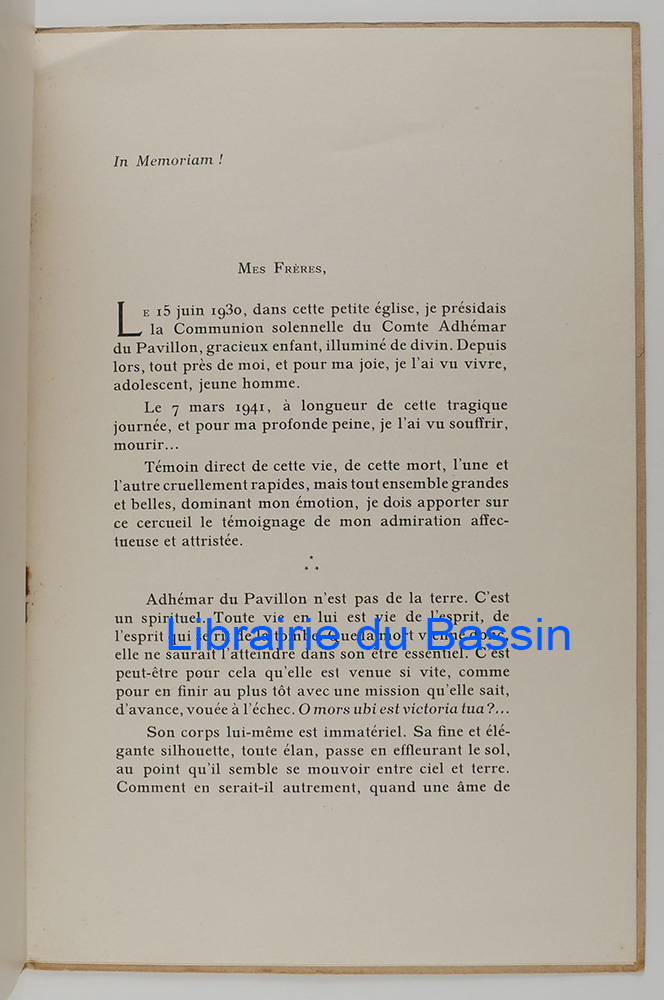 In Memoriam !
MES FRÈRES,
LE 15 juin 1930, dans cette petite église, je présidais
la Communion solennelle du Comte Adhémar
du Pavillon, gracieux enfant, illuminé de divin. Depuis
lors, tout près de moi, et pour ma joie, je l'ai vu vivre,
adolescent, jeune homme.
Le 7 mars 1941, à longueur de cette tragique
journée, et pour ma profonde peine, je l'ai vu souffrir,
mourir...
Témoin direct de cette vie, de cette mort, l'une et
l'autre cruellement rapides, mais tout ensemble grandes
et belles, dominant mon émotion, je dois apporter sur
ce cercueil le témoignage de mon admiration affec-
tueuse et attristée.
Adhémar du Pavillon n'est pas de la terre. C'est
un spirituel. Toute vie en lui est vie de l'esprit, de
l'esprit qui se rit de la tombe. Que la mort vienne donc,
Librairie du Bassin
elle ne saurait l'atteindre dans son être essentiel. C'est
peut-être pour cela qu'elle est venue si vite, comme
pour en finir au plus tôt avec une mission qu'elle sait,
d'avance, vouée à l'échec. O mors ubi est victoria tua ?...
Son corps lui-même est immatériel. Sa fine et élé-
gante silhouette, toute élan, passe en effleurant le sol,
au point qu'il semble se mouvoir entre ciel et terre.
Comment en serait-il autrement, quand une âme de